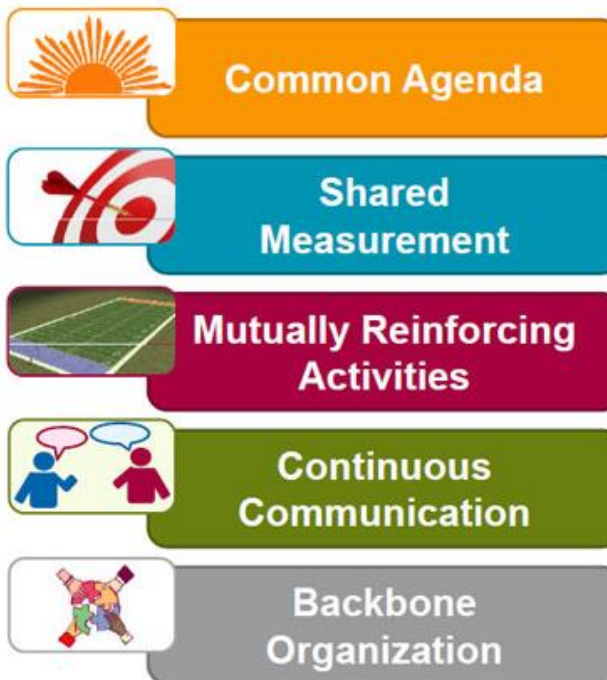 Common Agenda
Shared
Measurement
Mutually Reinforcing
Activities
Continuous
Communication
Backbone
Organization